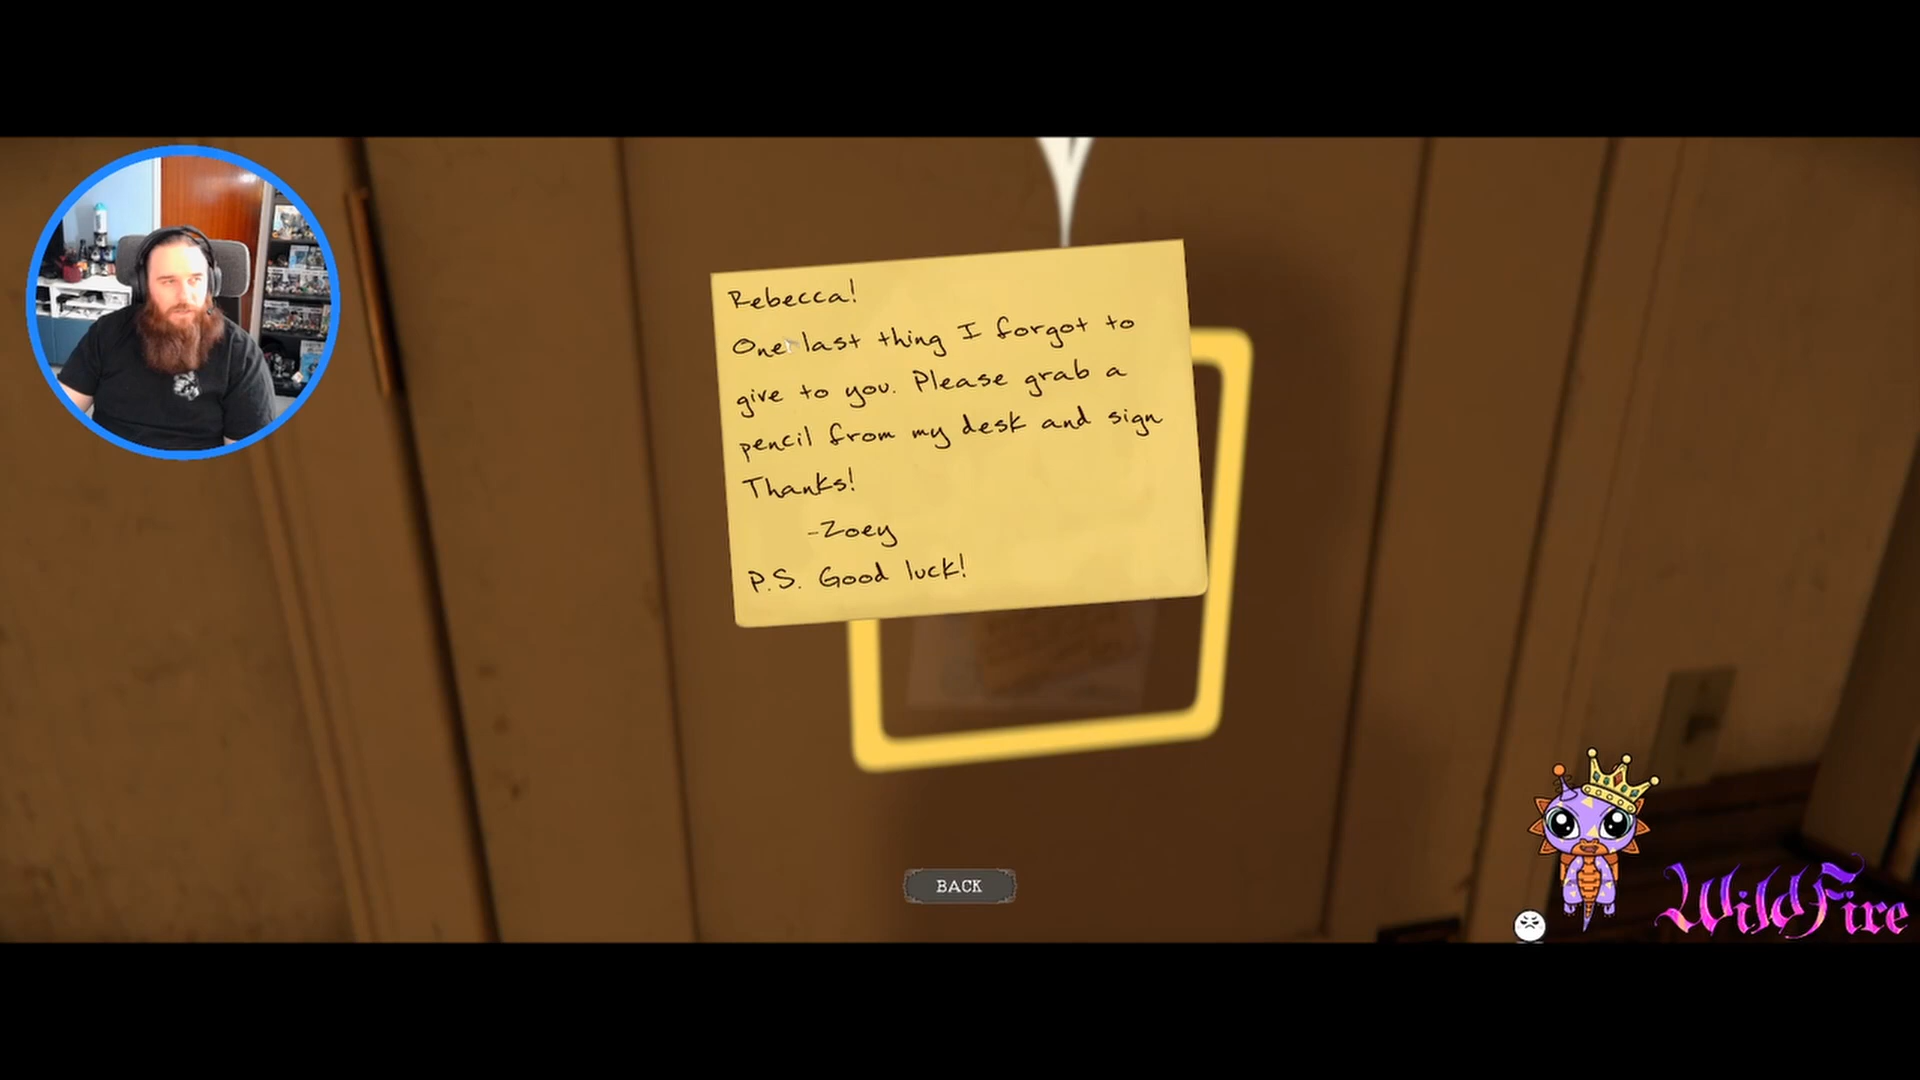 Rebecca!
One last thing I forgot to
give to you. Please grab a
pencil from my desk and sign
Thanks!
-Zoey
P.S. Good luck!
BACK
WildFire